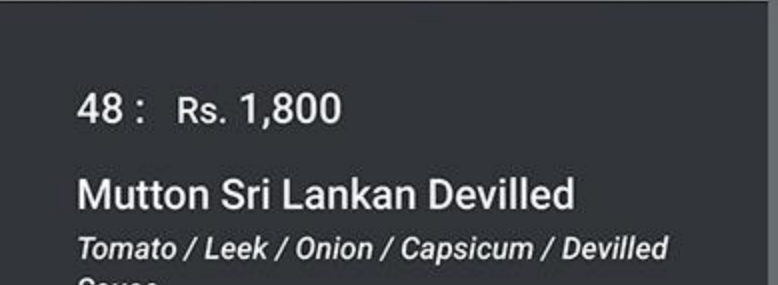 48 : Rs. 1,800
Mutton Sri Lankan Devilled
Tomato / Leek / Onion / Capsicum / Devilled